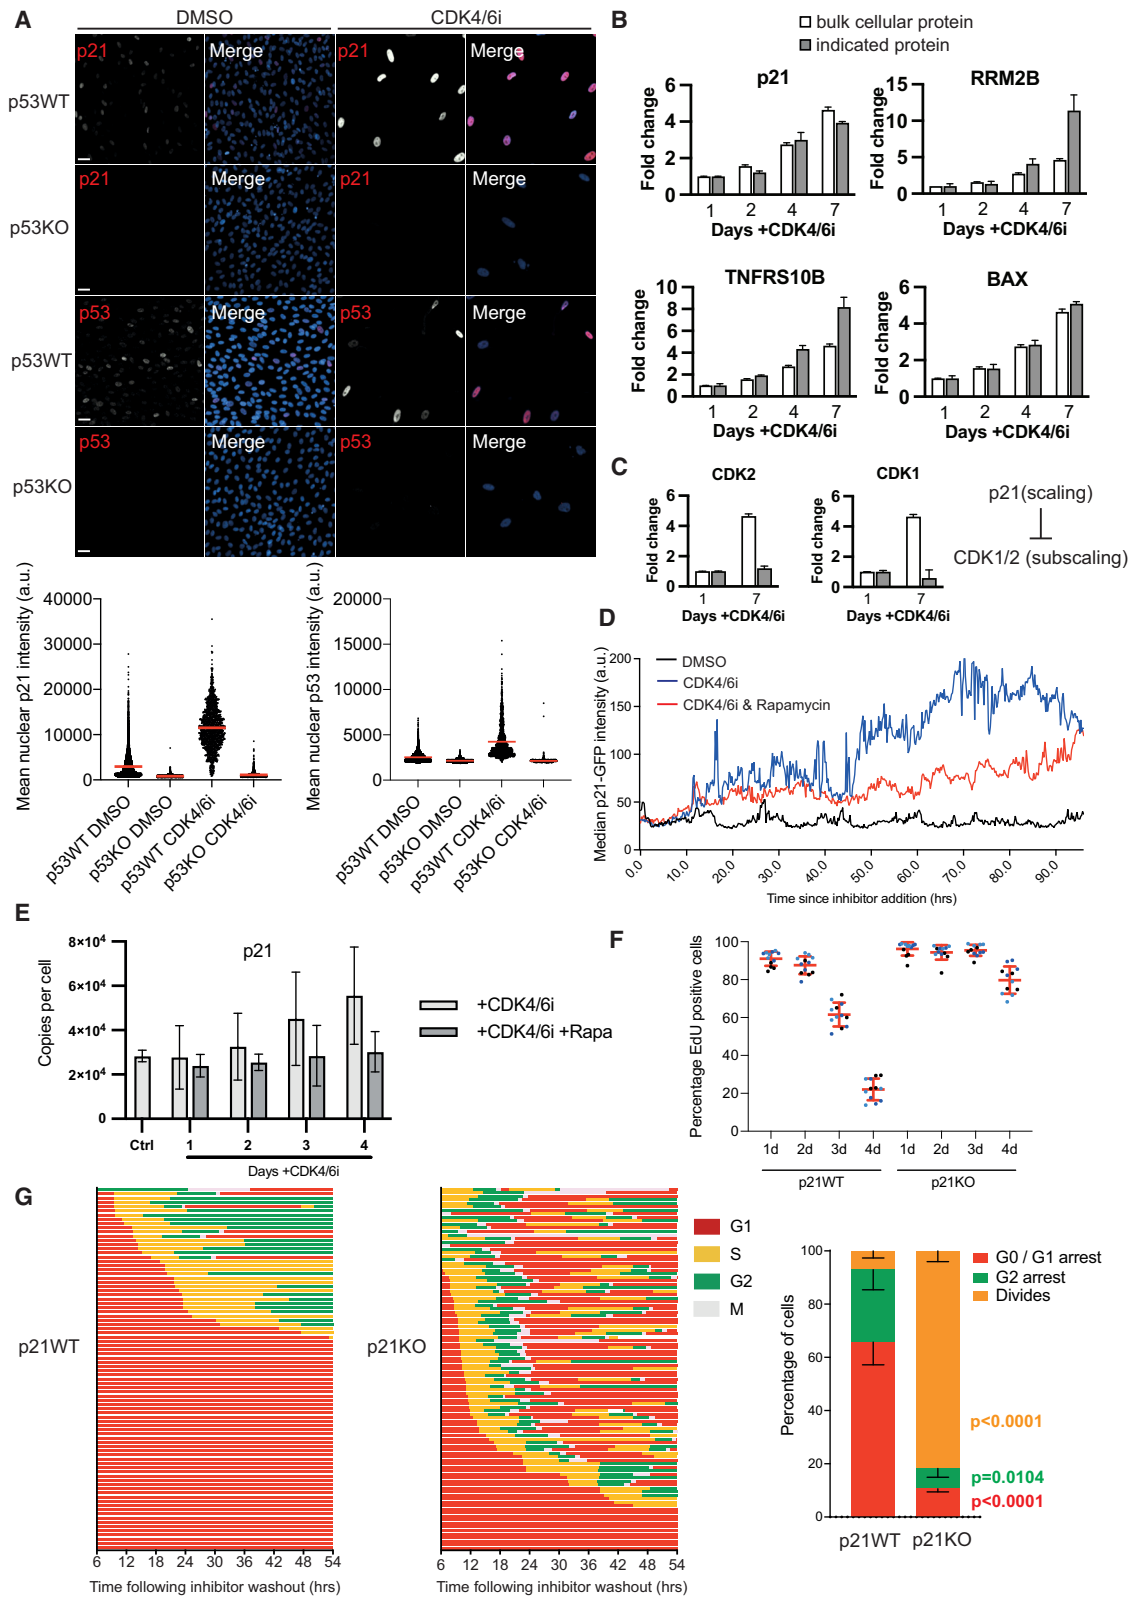 A
DMSO
CDK4/6i
p21
Merge
p21
Merge
p53WT
p21
Merge
p21
Merge
p53KO
p53
Merge
p53
Merge
p53WT
p53
Merge
p53
Merge
p53KO
Mean nuclear p21 intensity (a.u.)
40000
30000
20000
10000
0
p53WT DMSO
p53KO DMSO
p53WT CDK4/6i
p53KO CDK4/6i
Mean nuclear p53 intensity (a.u.)
20000
15000
10000
5000
0
p53WT DMSO
p53KO DMSO
p53WT CDK4/6i
p53KO CDK4/6i
B
bulk cellular protein
indicated protein
p21
Fold change
6
4
2
0
1 2 4 7
Days +CDK4/6i
RRM2B
Fold change
15
10
5
0
1 2 4 7
Days +CDK4/6i
TNFRS10B
Fold change
10
8
6
4
2
0
1 2 4 7
Days +CDK4/6i
BAX
Fold change
6
4
2
0
1 2 4 7
Days +CDK4/6i
C
CDK2
Fold change
6
4
2
0
1 7
Days +CDK4/6i
CDK1
Fold change
6
4
2
0
1 7
Days +CDK4/6i
p21(scaling)
CDK1/2 (subscaling)
D
Median p21-GFP intensity (a.u.)
200
150
100
50
0
DMSO
CDK4/6i
CDK4/6i & Rapamycin
0.0 10.0 20.0 30.0 40.0 50.0 60.0 70.0 80.0 90.0
Time since inhibitor addition (hrs)
E
p21
Copies per cell
8×10⁴
6×10⁴
4×10⁴
2×10⁴
0
Ctrl 1 2 3 4
Days +CDK4/6i
+CDK4/6i
+CDK4/6i +Rapa
F
Percentage EdU positive cells
100
80
60
40
20
0
1d 2d 3d 4d 1d 2d 3d 4d
p21WT p21KO
G
p21WT
6 12 18 24 30 36 42 48 54
Time following inhibitor washout (hrs)
p21KO
6 12 18 24 30 36 42 48 54
Time following inhibitor washout (hrs)
G1
S
G2
M
Percentage of cells
100
80
60
40
20
0
p21WT p21KO
G0 / G1 arrest
G2 arrest
Divides
p<0.0001
p=0.0104
p<0.0001